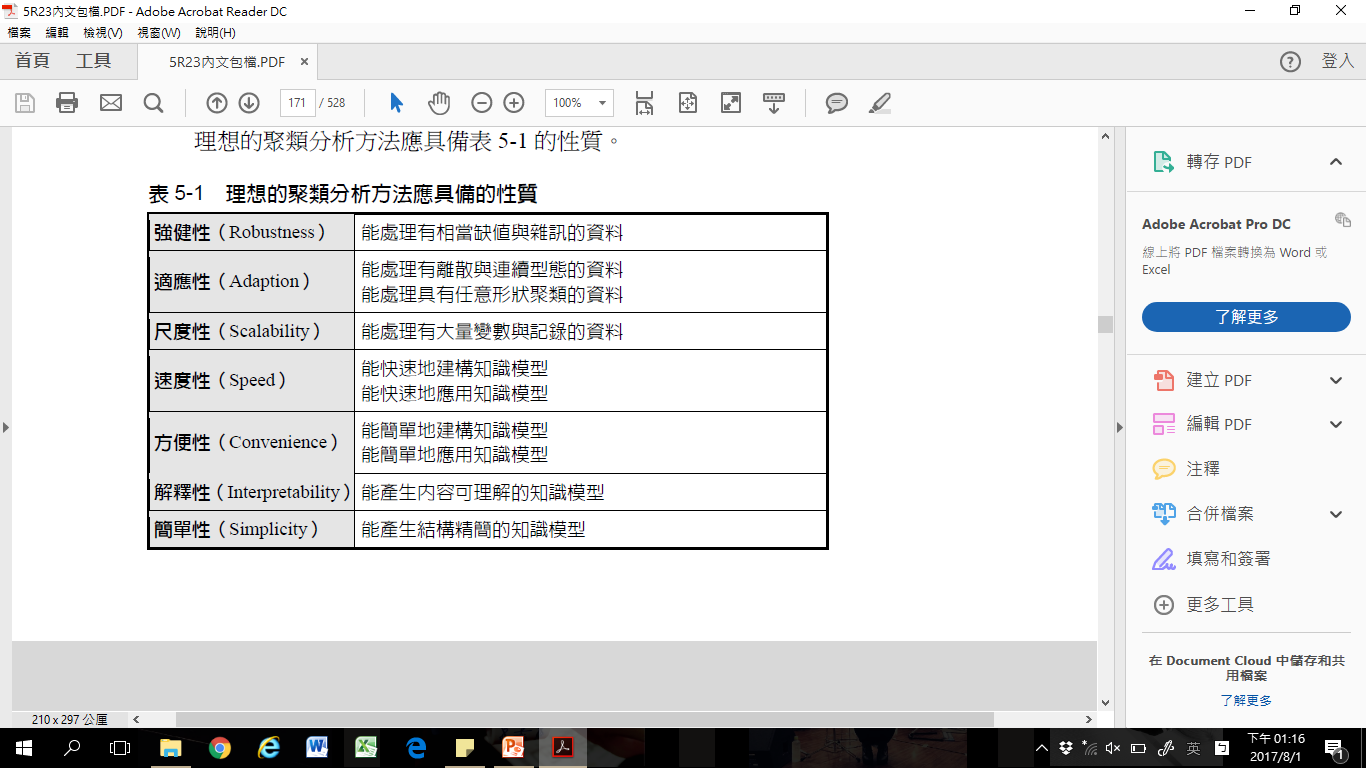 5R23內文包檔.PDF - Adobe Acrobat Reader DC
檔案 編輯 檢視(V) 視窗(W) 說明(H)
首頁 工具 5R23內文包檔.PDF × 登入
171 / 528 100%
理想的聚類分析方法應具備表 5-1 的性質。
表 5-1 理想的聚類分析方法應具備的性質
強健性（Robustness） 能處理有相當缺值與雜訊的資料
適應性（Adaption） 能處理有離散與連續型態的資料
能處理具有任意形狀聚類的資料
尺度性（Scalability） 能處理有大量變數與記錄的資料
速度性（Speed） 能快速地建構知識模型
能快速地應用知識模型
方便性（Convenience） 能簡單地建構知識模型
能簡單地應用知識模型
解釋性（Interpretability） 能產生內容可理解的知識模型
簡單性（Simplicity） 能產生結構精簡的知識模型
210 x 297 公厘
轉存 PDF
Adobe Acrobat Pro DC
線上將 PDF 檔案轉換為 Word 或
Excel
了解更多
建立 PDF
編輯 PDF
注釋
合併檔案
填寫和簽署
更多工具
在 Document Cloud 中儲存和共
用檔案
了解更多
英
下午 01:16
2017/8/1
1